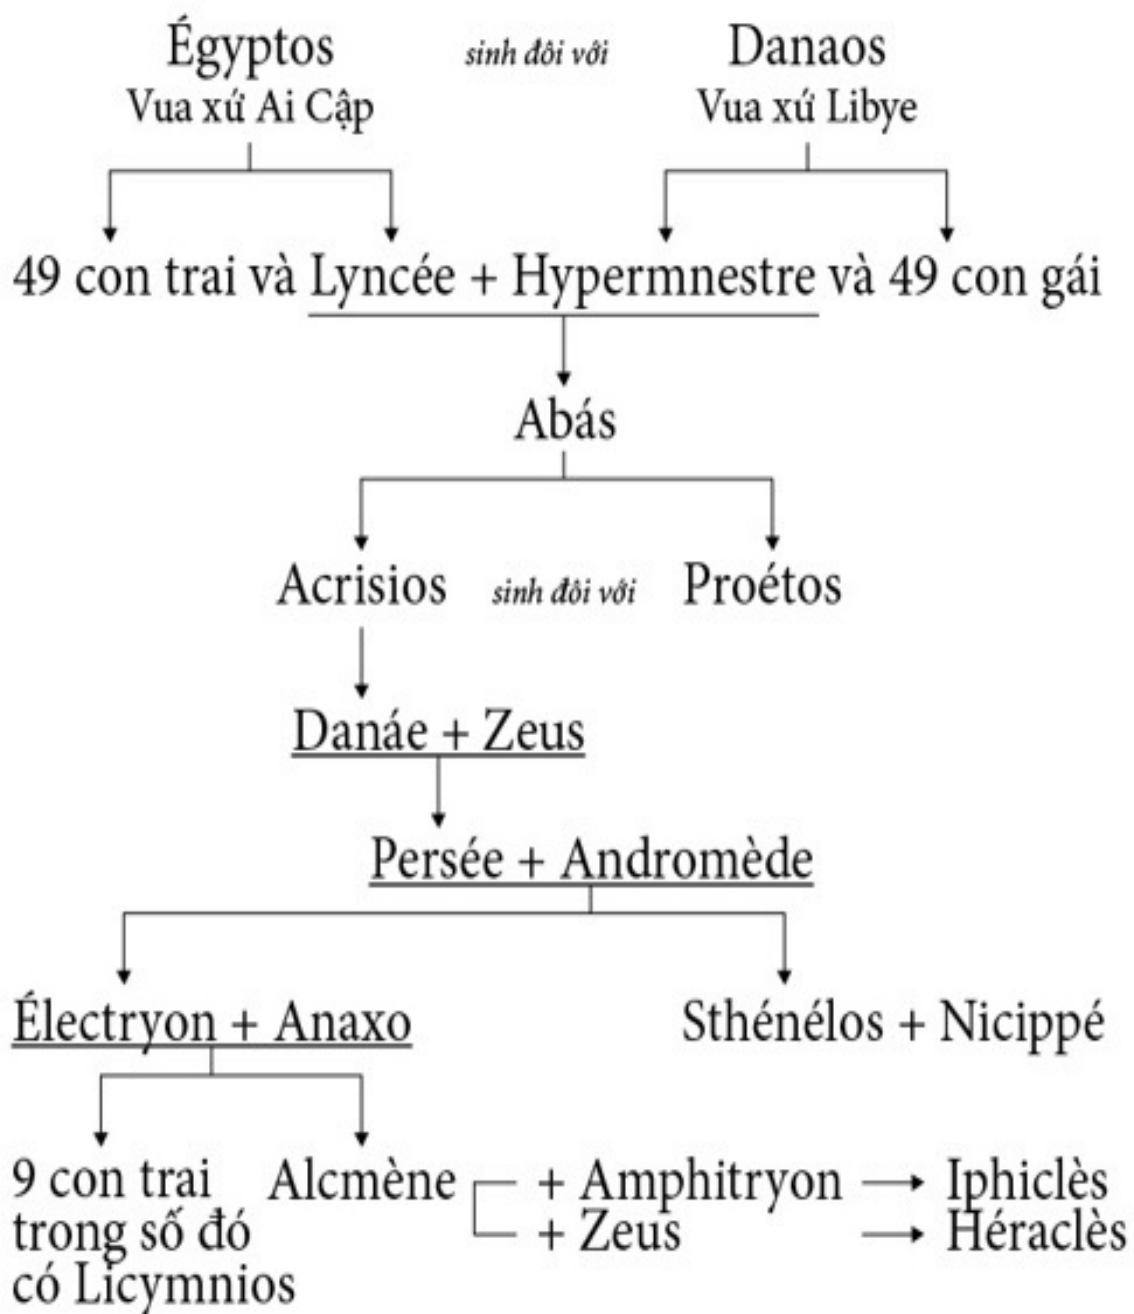 Égyptos sinh đôi với Danaos
Vua xứ Ai Cập Vua xứ Libye
49 con trai và Lyncée + Hypermnestre và 49 con gái
Abás
Acrisios sinh đôi với Proétos
Danáe + Zeus
Persée + Andromède
Électryon + Anaxo Sthénélos + Nicippé
9 con trai Alcmène + Amphitryon → Iphiclès
trong số đó + Zeus → Héraclès
có Licymnios